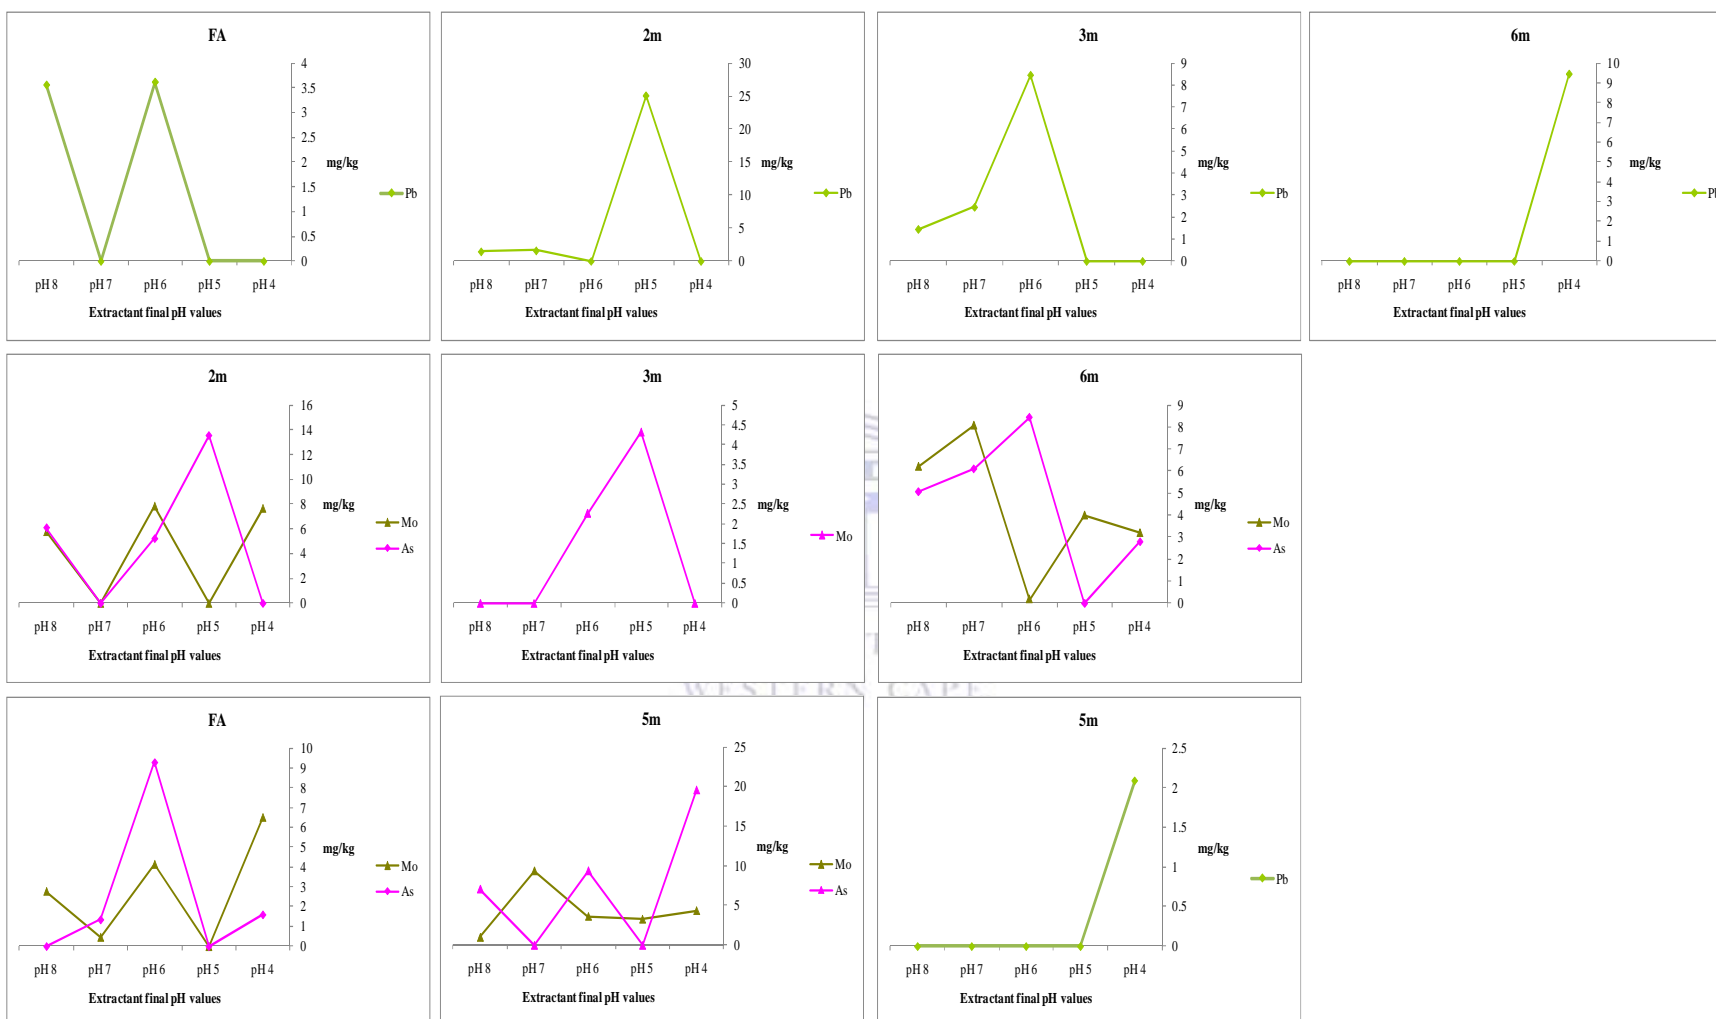 FA
4
3.5
3
2.5
2
1.5
1
0.5
0
mg/kg
Pb
pH 8 pH 7 pH 6 pH 5 pH 4
Extractant final pH values
2m
30
25
20
15
10
5
0
mg/kg
Pb
pH 8 pH 7 pH 6 pH 5 pH 4
Extractant final pH values
3m
9
8
7
6
5
4
3
2
1
0
mg/kg
Pb
pH 8 pH 7 pH 6 pH 5 pH 4
Extractant final pH values
6m
10
9
8
7
6
5
4
3
2
1
0
mg/kg
Pb
pH 8 pH 7 pH 6 pH 5 pH 4
Extractant final pH values
2m
16
14
12
10
8
6
4
2
0
mg/kg
Mo
As
pH 8 pH 7 pH 6 pH 5 pH 4
Extractant final pH values
3m
5
4.5
4
3.5
3
2.5
2
1.5
1
0.5
0
mg/kg
Mo
pH 8 pH 7 pH 6 pH 5 pH 4
Extractant final pH values
6m
9
8
7
6
5
4
3
2
1
0
mg/kg
Mo
As
pH 8 pH 7 pH 6 pH 5 pH 4
Extractant final pH values
WESTERN CAPE
FA
10
9
8
7
6
5
4
3
2
1
0
mg/kg
Mo
As
pH 8 pH 7 pH 6 pH 5 pH 4
Extractant final pH values
5m
25
20
15
10
5
0
mg/kg
Mo
As
pH 8 pH 7 pH 6 pH 5 pH 4
Extractant final pH values
5m
2.5
2
1.5
1
0.5
0
mg/kg
Pb
pH 8 pH 7 pH 6 pH 5 pH 4
Extractant final pH values